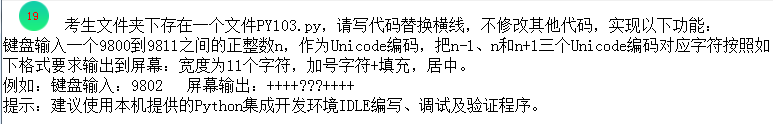 19 考生文件夹下存在一个文件PY103.py，请写代码替换横线，不修改其他代码，实现以下功能：
键盘输入一个9800到9811之间的正整数n，作为Unicode编码，把n-1、n和n+1三个Unicode编码对应字符按照如
下格式要求输出到屏幕：宽度为11个字符，加号字符+填充，居中。
例如：键盘输入：9802 屏幕输出：++++???++++
提示：建议使用本机提供的Python集成开发环境IDLE编写、调试及验证程序。